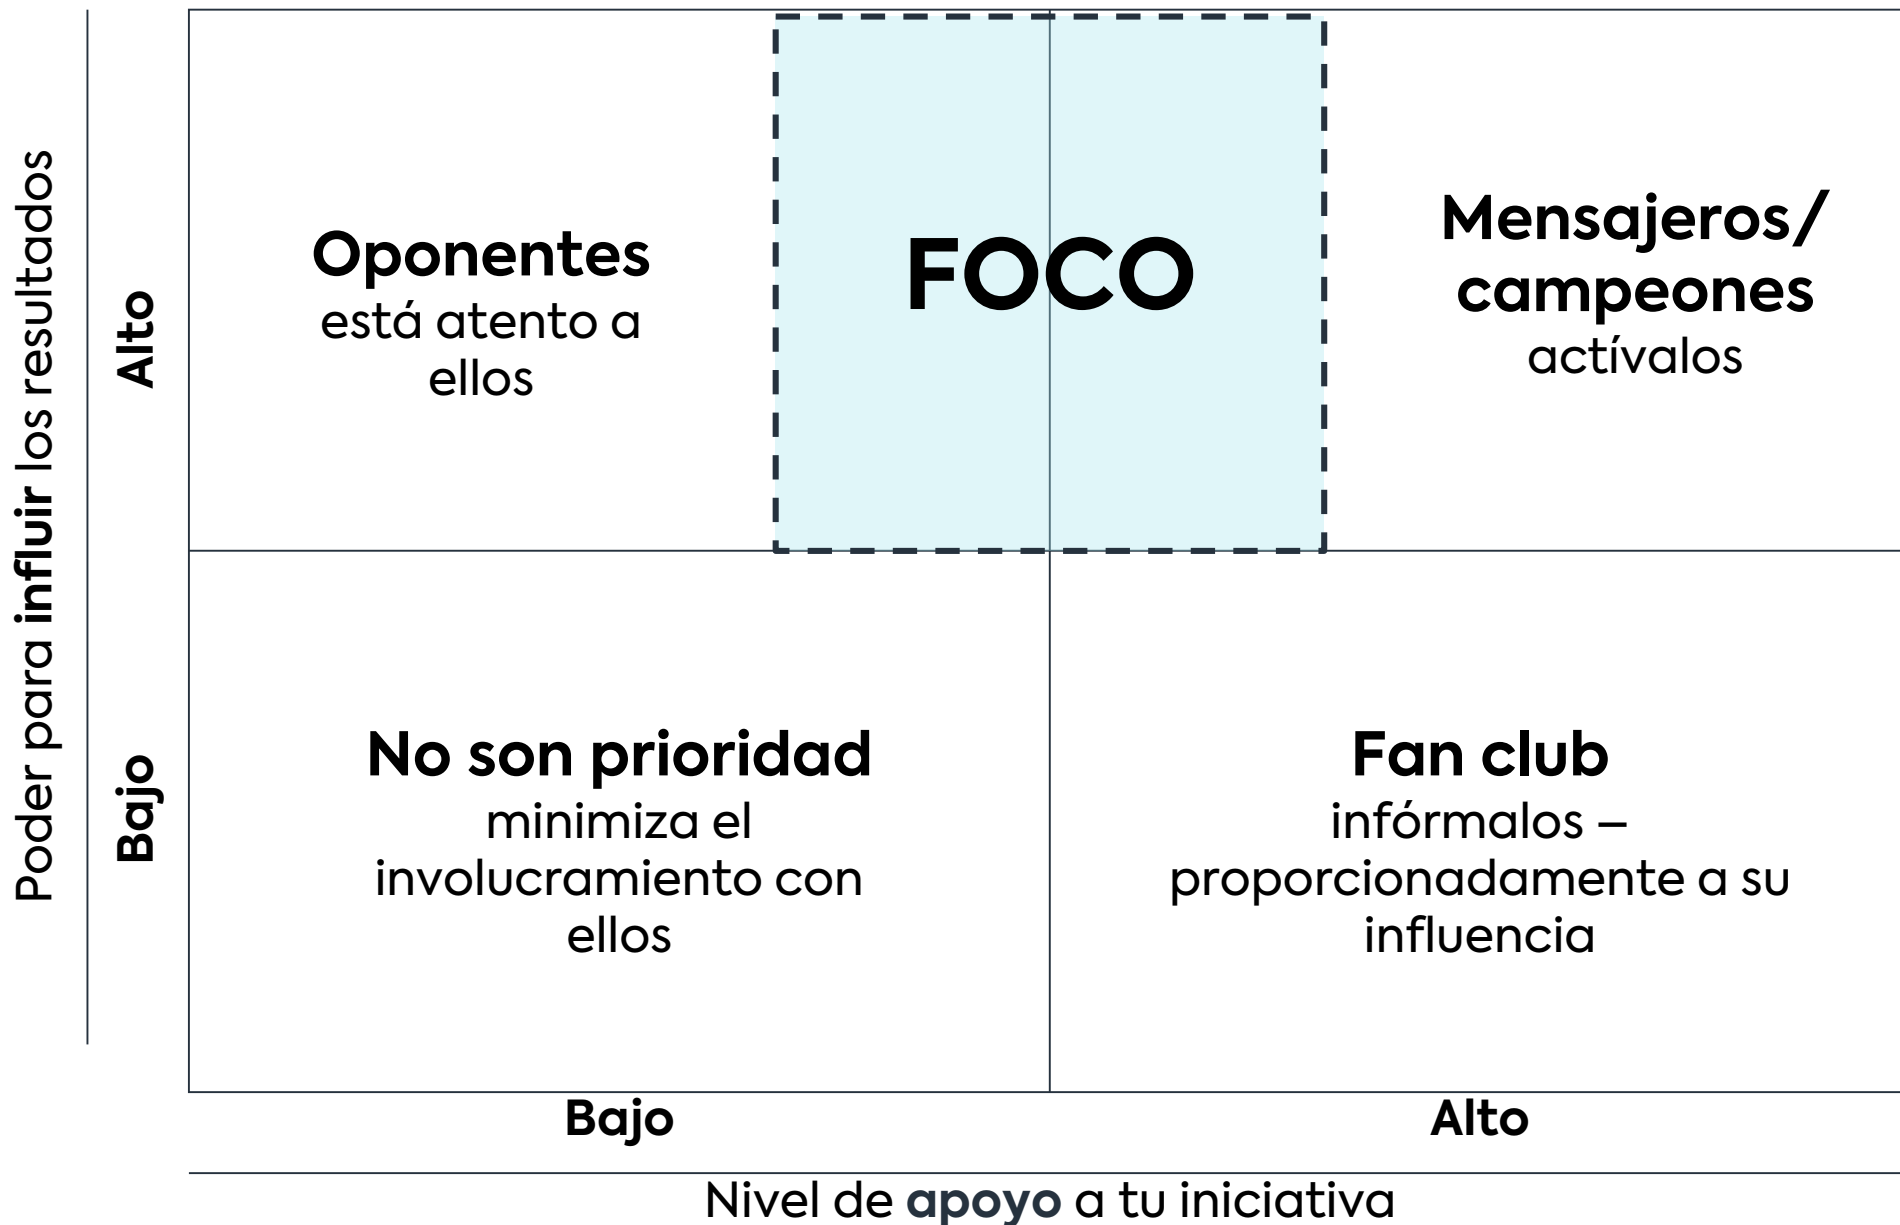 Poder para influir los resultados
Alto
Oponentes
está atento a
ellos
FOCO
Mensajeros/
campeones
actívalos
Bajo
No son prioridad
minimiza el
involucramiento con
ellos
Fan club
infórmalos –
proporcionadamente a su
influencia
Bajo
Alto
Nivel de apoyo a tu iniciativa